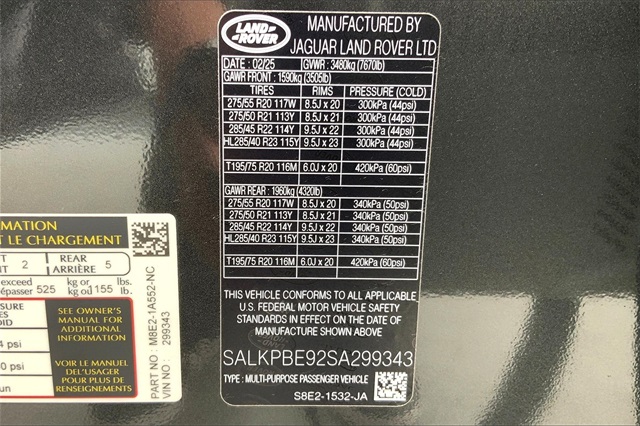 LAND
ROVER
MANUFACTURED BY
JAGUAR LAND ROVER LTD
DATE : 02/25 GVWR : 3480kg (7670lb)
GAWR FRONT : 1590kg (3505lb)
TIRES RIMS PRESSURE (COLD)
275/55 R20 117W 8.5J x 20 300kPa (44psi)
275/50 R21 113Y 8.5J x 21 300kPa (44psi)
285/45 R22 114Y 9.5J x 22 300kPa (44psi)
HL285/40 R23 115Y 9.5J x 23 300kPa (44psi)
T195/75 R20 116M 6.0J x 20 420kPa (60psi)
GAWR REAR : 1960kg (4320lb)
275/55 R20 117W 8.5J x 20 340kPa (50psi)
275/50 R21 113Y 8.5J x 21 340kPa (50psi)
285/45 R22 114Y 9.5J x 22 340kPa (50psi)
HL285/40 R23 115Y 9.5J x 23 340kPa (50psi)
T195/75 R20 116M 6.0J x 20 420kPa (60psi)
THIS VEHICLE CONFORMS TO ALL APPLICABLE
U.S. FEDERAL MOTOR VEHICLE SAFETY
STANDARDS IN EFFECT ON THE DATE OF
MANUFACTURE SHOWN ABOVE
SALKPBE92SA299343
TYPE: MULTI-PURPOSE PASSENGER VEHICLE
S8E2-1532-JA
MATION
T LE CHARGEMENT
2 REAR
ARRIÈRE 5
exceed
épasser 525 kg or
kg ou 155 lbs.
lb.
SEE OWNER'S
MANUAL FOR
ADDITIONAL
INFORMATION
4 psi
VOIR LE MANUEL
DEL'USAGER
POUR PLUS DE
RENSEIGNEMENTS
0 psi
un
PART NO : M8E2-1A552-NC
VIN NO : 299343